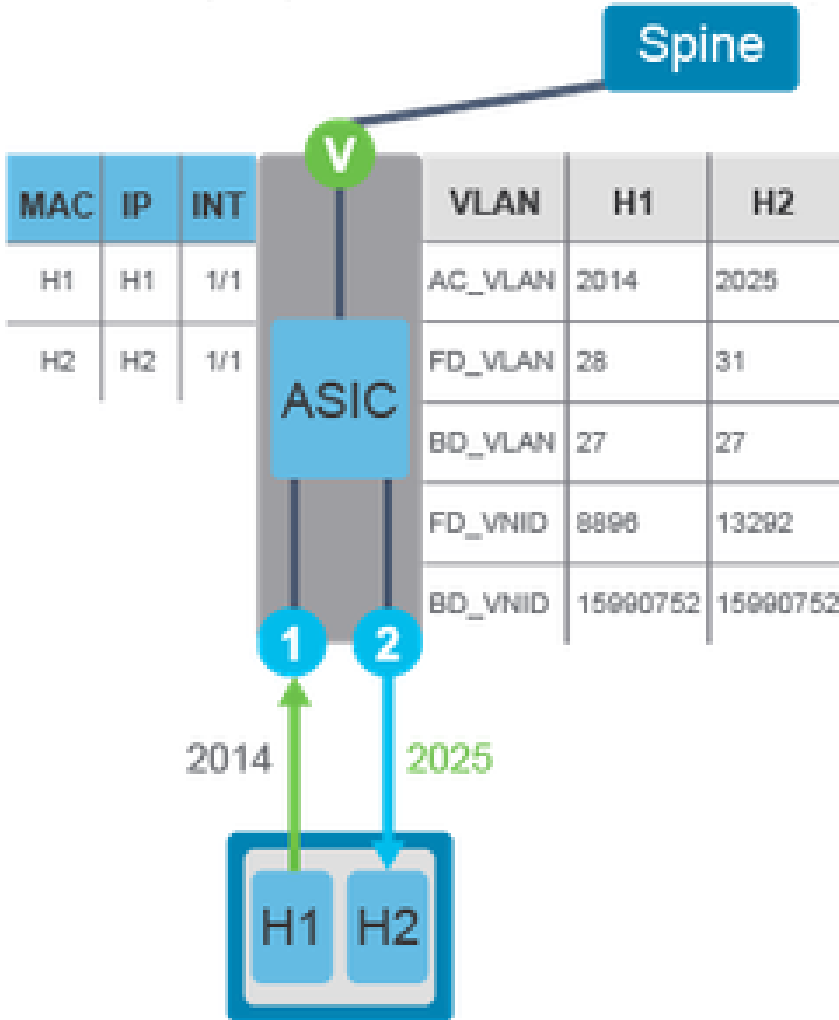 Spine
V
MAC IP INT
H1 H1 1/1
H2 H2 1/1
VLAN H1 H2
AC_VLAN 2014 2025
FD_VLAN 28 31
BD_VLAN 27 27
FD_VNID 8896 13292
BD_VNID 15990752 15990752
ASIC
1 2
2014 2025
H1 H2